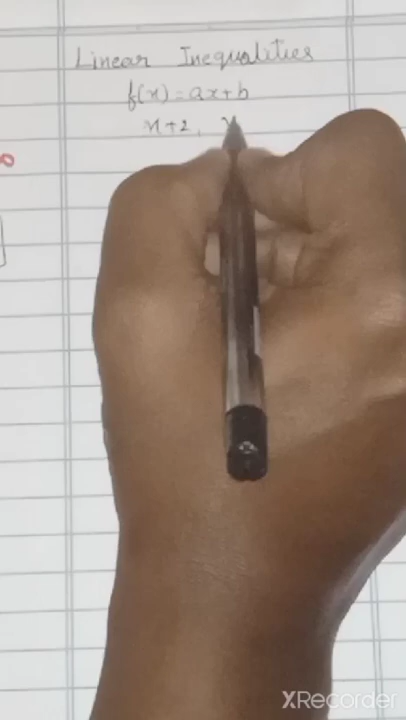 Linear Inequalities
f(x) = ax+b
x+2,
XRecorder